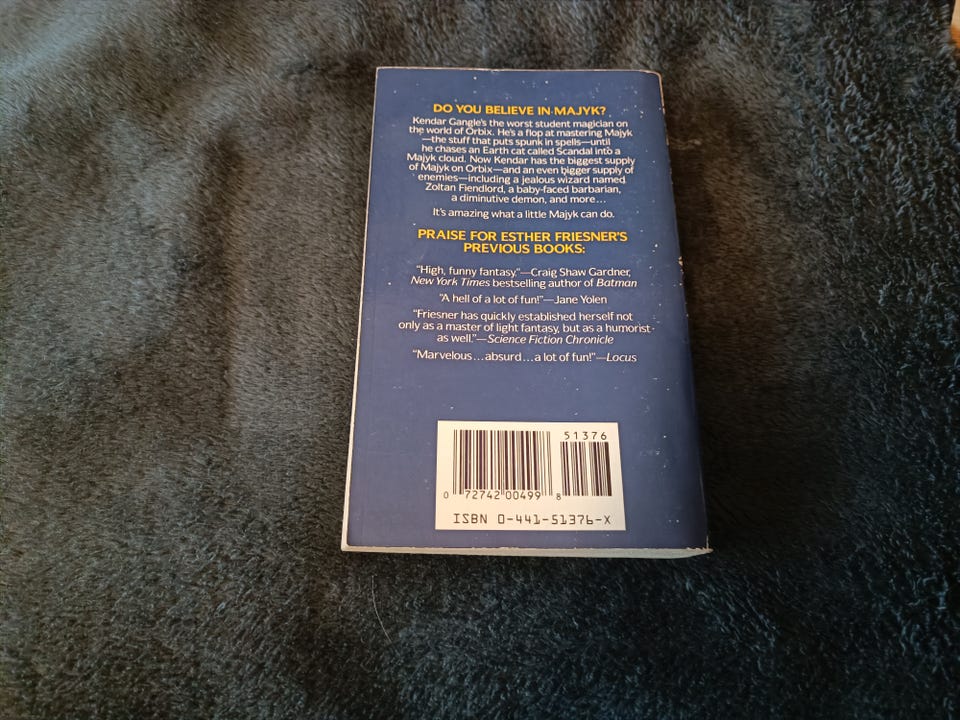 DO YOU BELIEVE IN MAJYK?
Kendar Gangle's the worst student magician on
the world of Orbix. He's a flop at mastering Majyk
—the stuff that puts spunk in spells—until
he chases an Earth cat called Scandal into a
Majyk cloud. Now Kendar has the biggest supply
of Majyk on Orbix—and an even bigger supply of
enemies—including a jealous wizard named
Zoltan Fiendlord, a baby-faced barbarian,
a diminutive demon, and more...
It's amazing what a little Majyk can do.
PRAISE FOR ESTHER FRIESNER'S
PREVIOUS BOOKS:
"High, funny fantasy."—Craig Shaw Gardner,
New York Times bestselling author of Batman
"A hell of a lot of fun!"—Jane Yolen
"Friesner has quickly established herself not
only as a master of light fantasy, but as a humorist
as well."—Science Fiction Chronicle
"Marvelous...absurd...a lot of fun!"—Locus
51376
0 72742 00499 8
ISBN 0-441-51376-X